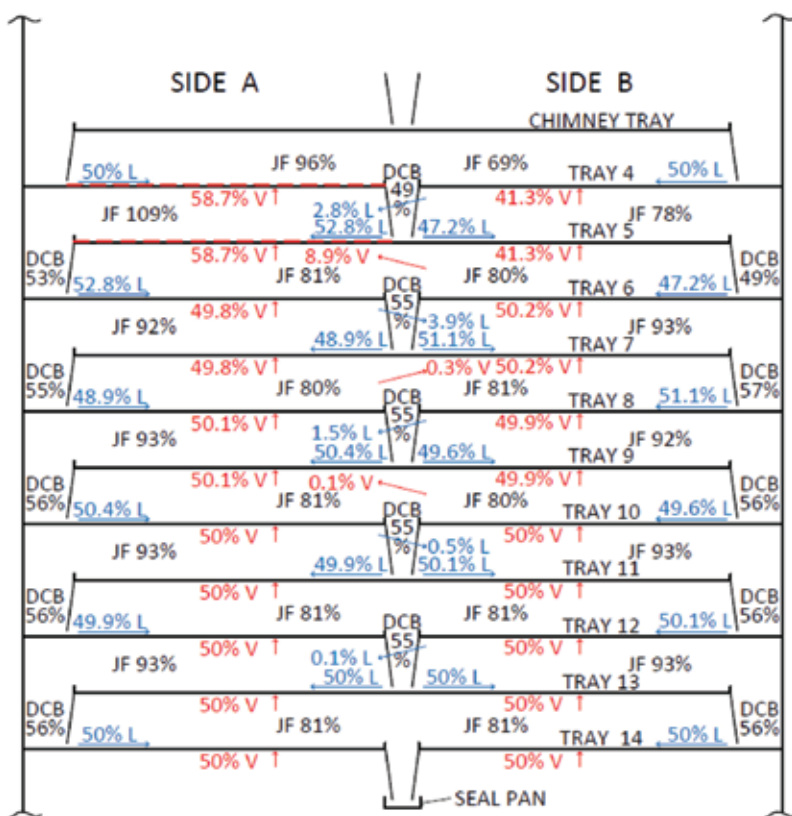 SIDE A SIDE B
CHIMNEY TRAY
JF 96% DCB 49 % JF 69% TRAY 4
50% L 50% L
58.7% V↑ 41.3% V↑
JF 109% 2.8% L JF 78%
52.8% L 47.2% L TRAY 5
58.7% V↑ 8.9% V 41.3% V↑
DCB 53% JF 81% JF 80% DCB 49%
52.8% L DCB 55 % TRAY 6 47.2% L
49.8% V↑ 50.2% V↑
JF 92% 3.9% L JF 93%
48.9% L 51.1% L TRAY 7
49.8% V↑ 0.3% V 50.2% V↑
DCB 55% JF 80% JF 81% DCB 57%
48.9% L DCB 55 % TRAY 8 51.1% L
50.1% V↑ 49.9% V↑
JF 93% 1.5% L JF 92%
50.4% L 49.6% L TRAY 9
50.1% V↑ 0.1% V 49.9% V↑
DCB 56% JF 81% JF 80% DCB 56%
50.4% L DCB 55 % TRAY 10 49.6% L
50% V↑ 50% V↑
JF 93% 0.5% L JF 93%
49.9% L 50.1% L TRAY 11
50% V↑ 50% V↑
DCB 56% JF 81% JF 81% DCB 56%
49.9% L DCB 55 % TRAY 12 50.1% L
50% V↑ 50% V↑
JF 93% 0.1% L JF 93%
50% L 50% L TRAY 13
50% V↑ 50% V↑
DCB 56% JF 81% JF 81% DCB 56%
50% L TRAY 14 50% L
50% V↑ 50% V↑
SEAL PAN